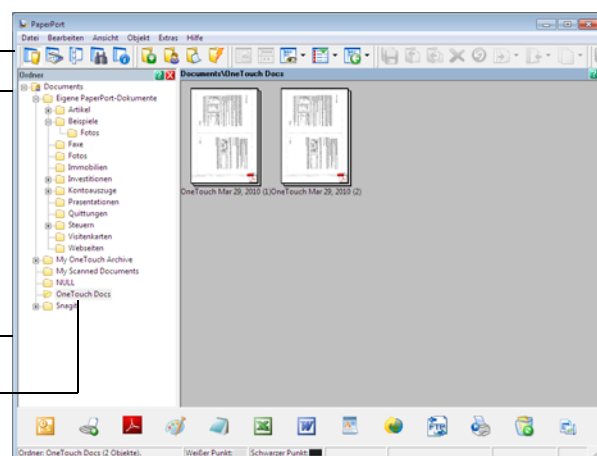 PaperPort
Datei Bearbeiten Ansicht Objekt Extras Hilfe
Ordner
Documents\OneTouch Docs
Documents
Eigene PaperPort-Dokumente
Artikel
Beispiele
Fotos
Faxe
Fotos
Immobilien
Investitionen
Kontoauszuge
Prasentationen
Quittungen
Steuern
Visitenkarten
Webseiten
My OneTouch Archive
My Scanned Documents
NULL
OneTouch Docs
Snagit
OneTouch Mar 29, 2010 (1)
OneTouch Mar 29, 2010 (2)
FTP
Ordner: OneTouch Docs (2 Objekte).
Weißer Punkt:
Schwarzer Punkt: